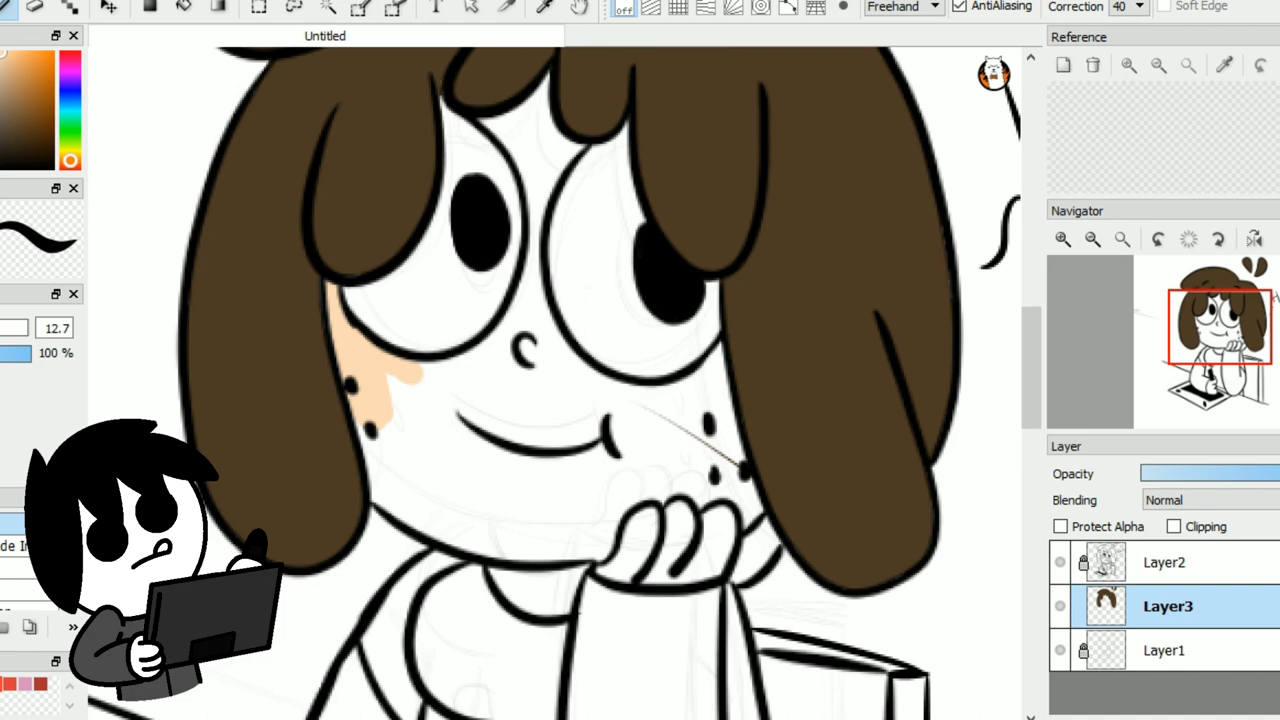 off
Freehand
AntiAliasing
Correction 40
Soft Edge
Untitled
Reference
Navigator
12.7
100 %
Layer
Opacity
Blending Normal
Protect Alpha
Clipping
Layer2
Layer3
Layer1
»